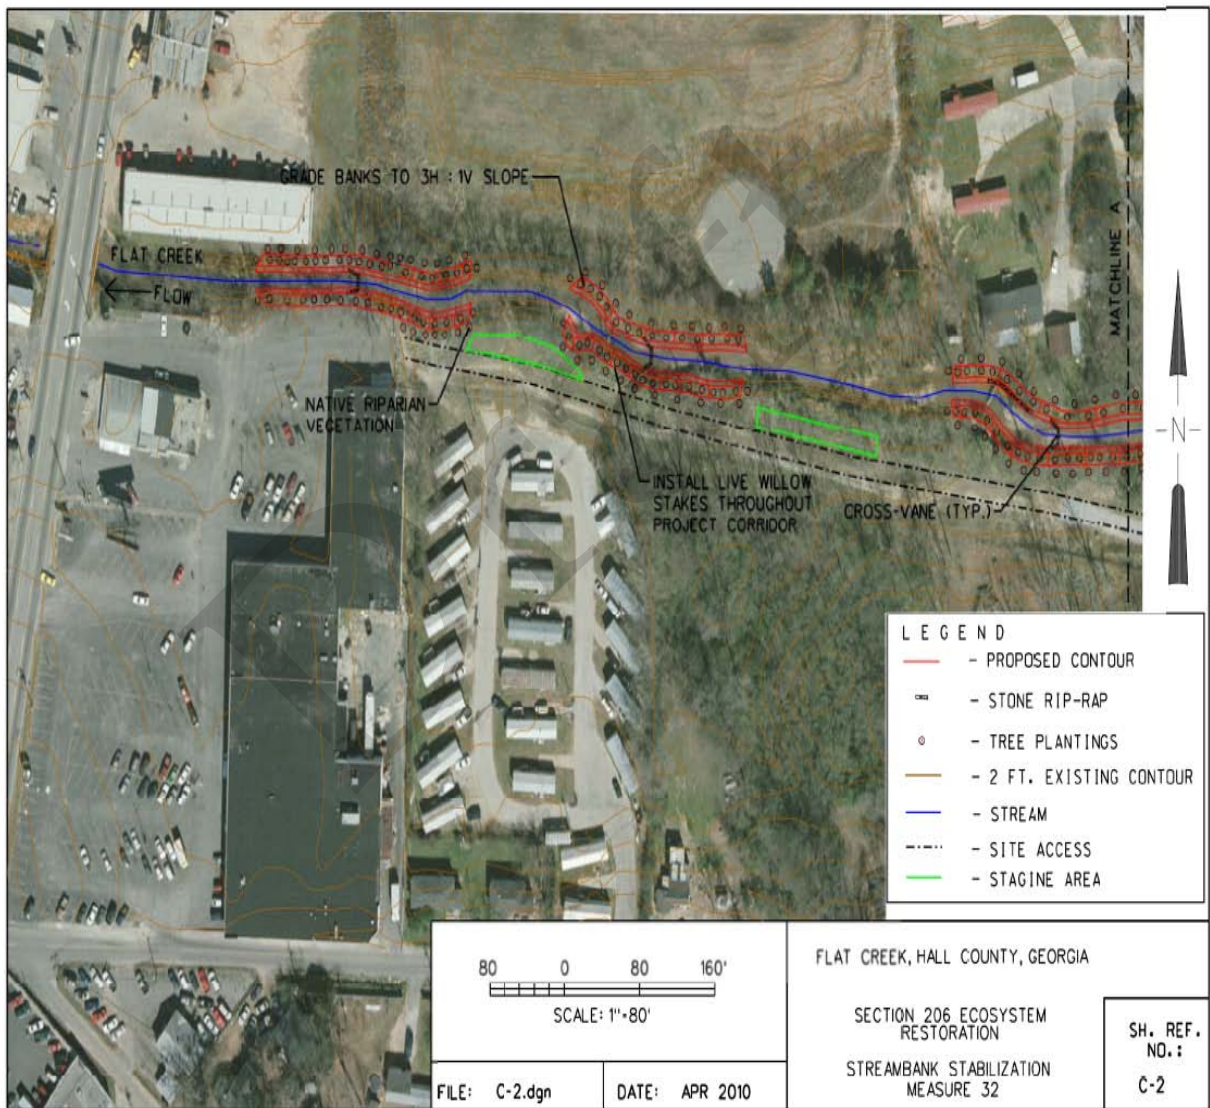 GRADE BANKS TO 3H : 1V SLOPE
FLAT CREEK
FLOW
MATCHLINE A
N
NATIVE RIPARIAN
VEGETATION
INSTALL LIVE WILLOW
STAKES THROUGHOUT
PROJECT CORRIDOR
CROSS-VANE (TYP.)
LEGEND
- PROPOSED CONTOUR
- STONE RIP-RAP
- TREE PLANTINGS
- 2 FT. EXISTING CONTOUR
- STREAM
- SITE ACCESS
- STAGINE AREA
80 0 80 160'
SCALE: 1"=80'
FILE: C-2.dgn
DATE: APR 2010
FLAT CREEK, HALL COUNTY, GEORGIA
SECTION 206 ECOSYSTEM
RESTORATION
STREAMBANK STABILIZATION
MEASURE 32
SH. REF.
NO.:
C-2